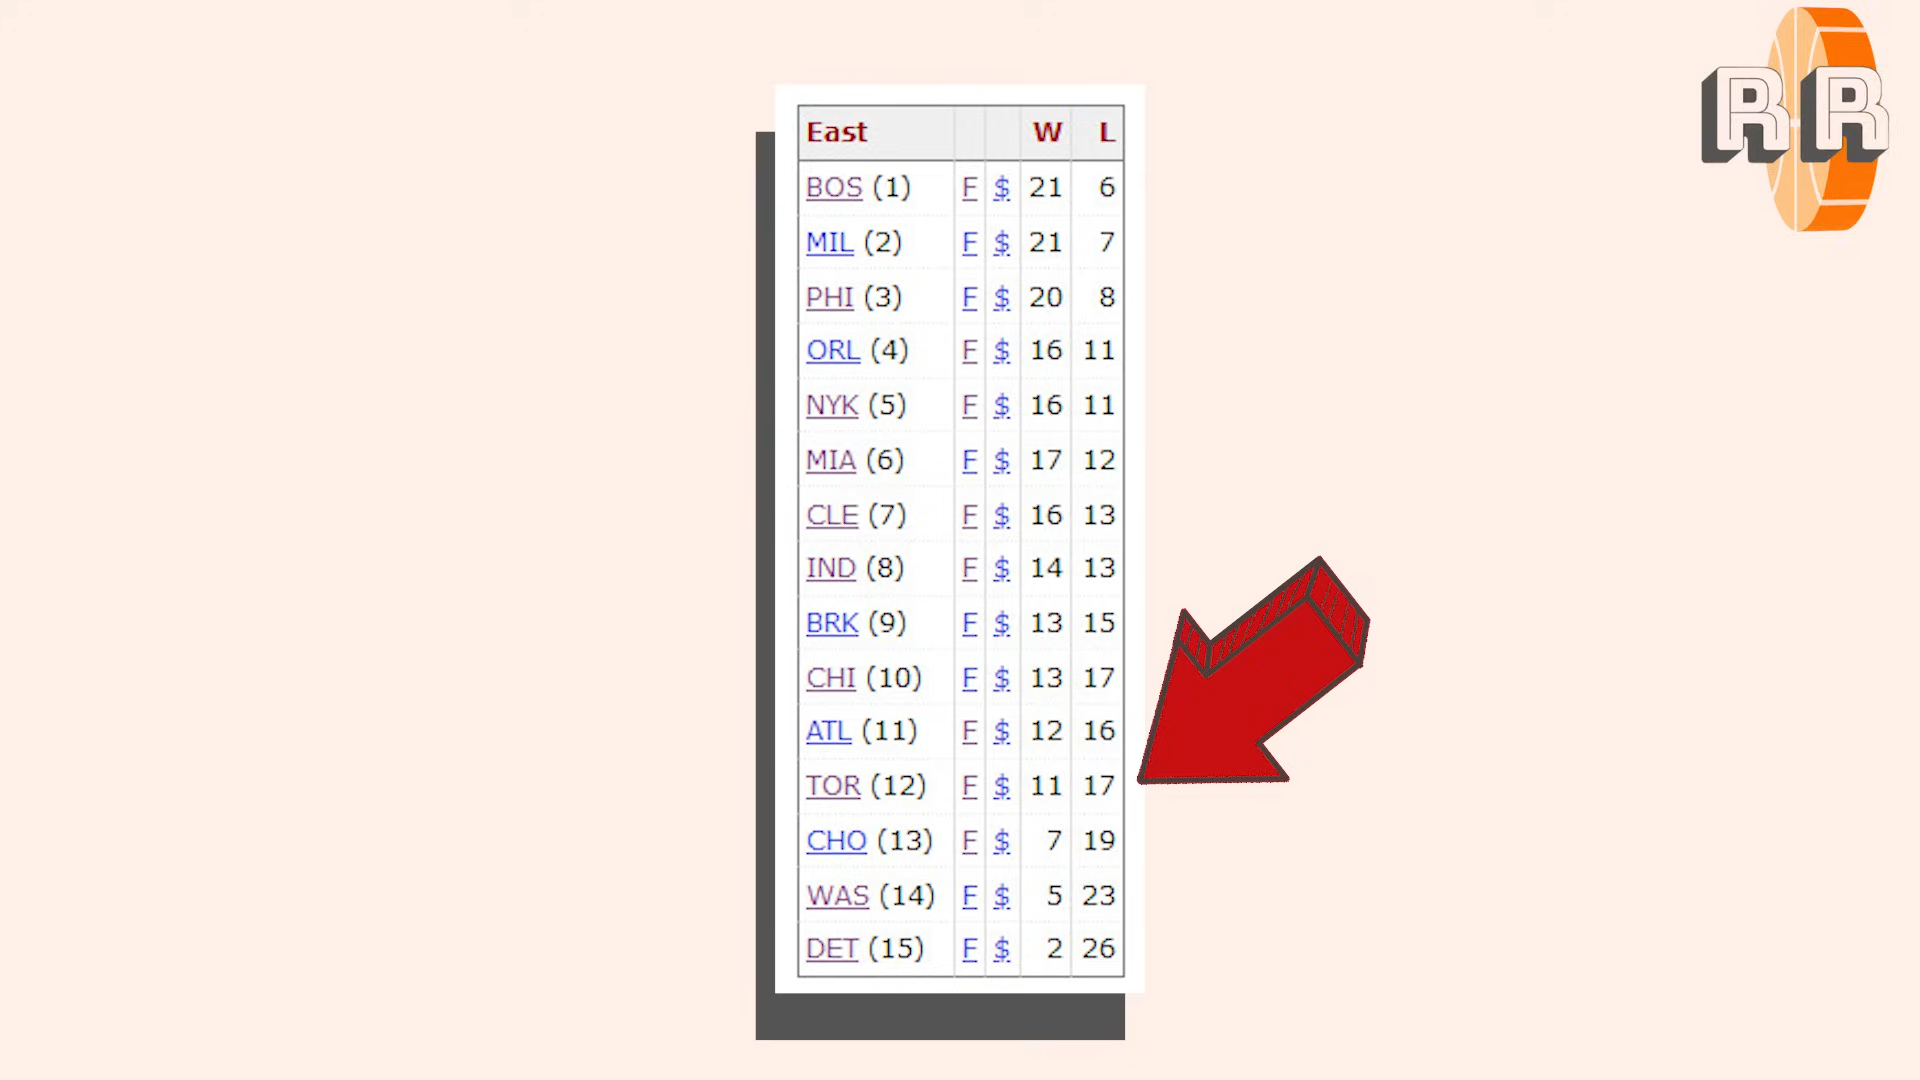 RR
East W L
BOS (1) F $ 21 6
MIL (2) F $ 21 7
PHI (3) F $ 20 8
ORL (4) F $ 16 11
NYK (5) F $ 16 11
MIA (6) F $ 17 12
CLE (7) F $ 16 13
IND (8) F $ 14 13
BRK (9) F $ 13 15
CHI (10) F $ 13 17
ATL (11) F $ 12 16
TOR (12) F $ 11 17
CHO (13) F $ 7 19
WAS (14) F $ 5 23
DET (15) F $ 2 26